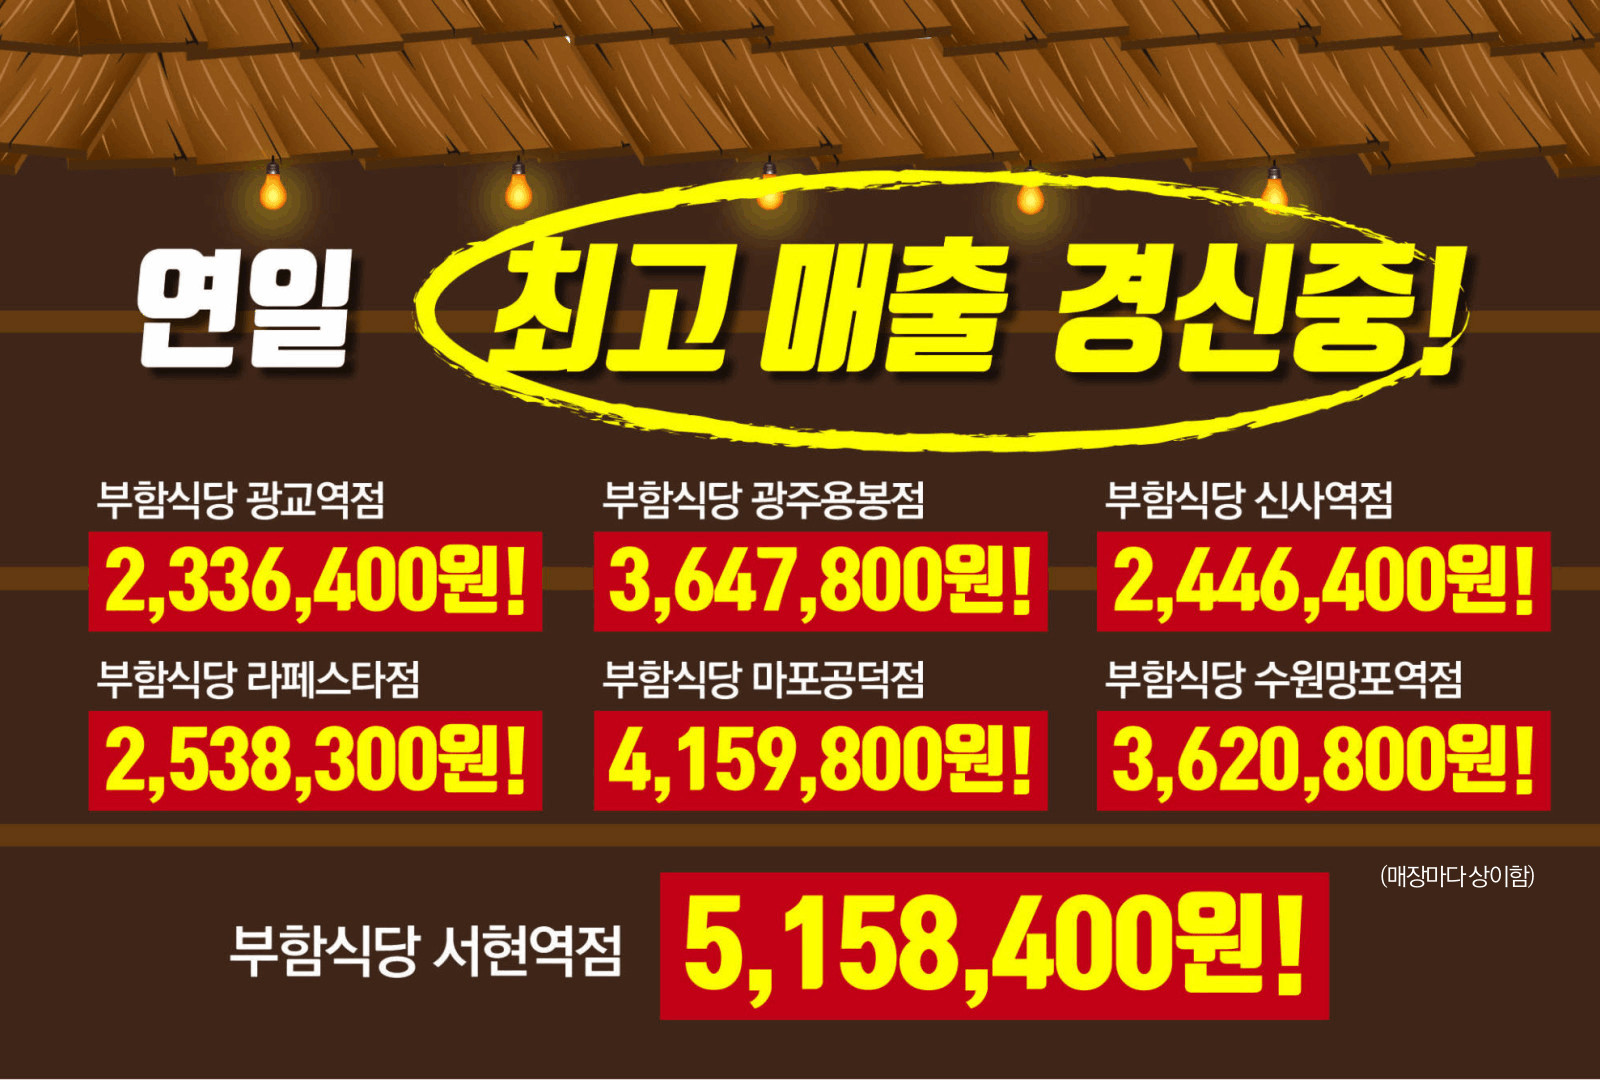 연일 최고 매출 경신중!
부함식당 광교역점
2,336,400원!
부함식당 광주용봉점
3,647,800원!
부함식당 신사역점
2,446,400원!
부함식당 라페스타점
2,538,300원!
부함식당 마포공덕점
4,159,800원!
부함식당 수원망포역점
3,620,800원!
(매장마다 상이함)
부함식당 서현역점
5,158,400원!